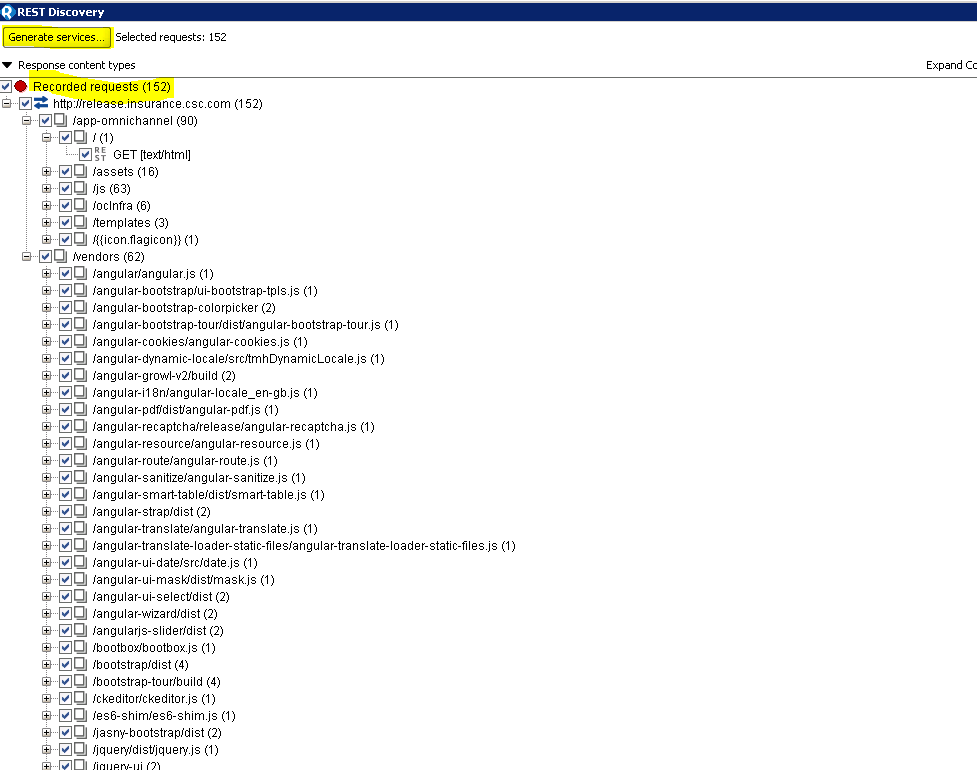 REST Discovery
Generate services... Selected requests: 152
Response content types Expand Co
Recorded requests (152)
http://release.insurance.csc.com (152)
/app-omnichannel (90)
/ (1)
REST GET [text/html]
/assets (16)
/js (63)
/ocInfra (6)
/templates (3)
/{{icon.flagicon}} (1)
/vendors (62)
/angular/angular.js (1)
/angular-bootstrap/ui-bootstrap-tpls.js (1)
/angular-bootstrap-colorpicker (2)
/angular-bootstrap-tour/dist/angular-bootstrap-tour.js (1)
/angular-cookies/angular-cookies.js (1)
/angular-dynamic-locale/src/tmhDynamicLocale.js (1)
/angular-growl-v2/build (2)
/angular-i18n/angular-locale_en-gb.js (1)
/angular-pdf/dist/angular-pdf.js (1)
/angular-recaptcha/release/angular-recaptcha.js (1)
/angular-resource/angular-resource.js (1)
/angular-route/angular-route.js (1)
/angular-sanitize/angular-sanitize.js (1)
/angular-smart-table/dist/smart-table.js (1)
/angular-strap/dist (2)
/angular-translate/angular-translate.js (1)
/angular-translate-loader-static-files/angular-translate-loader-static-files.js (1)
/angular-ui-date/src/date.js (1)
/angular-ui-mask/dist/mask.js (1)
/angular-ui-select/dist (2)
/angular-wizard/dist (2)
/angularjs-slider/dist (2)
/bootbox/bootbox.js (1)
/bootstrap/dist (4)
/bootstrap-tour/build (4)
/ckeditor/ckeditor.js (1)
/es6-shim/es6-shim.js (1)
/jasny-bootstrap/dist (2)
/jquery/dist/jquery.js (1)
/jquery-ui (2)